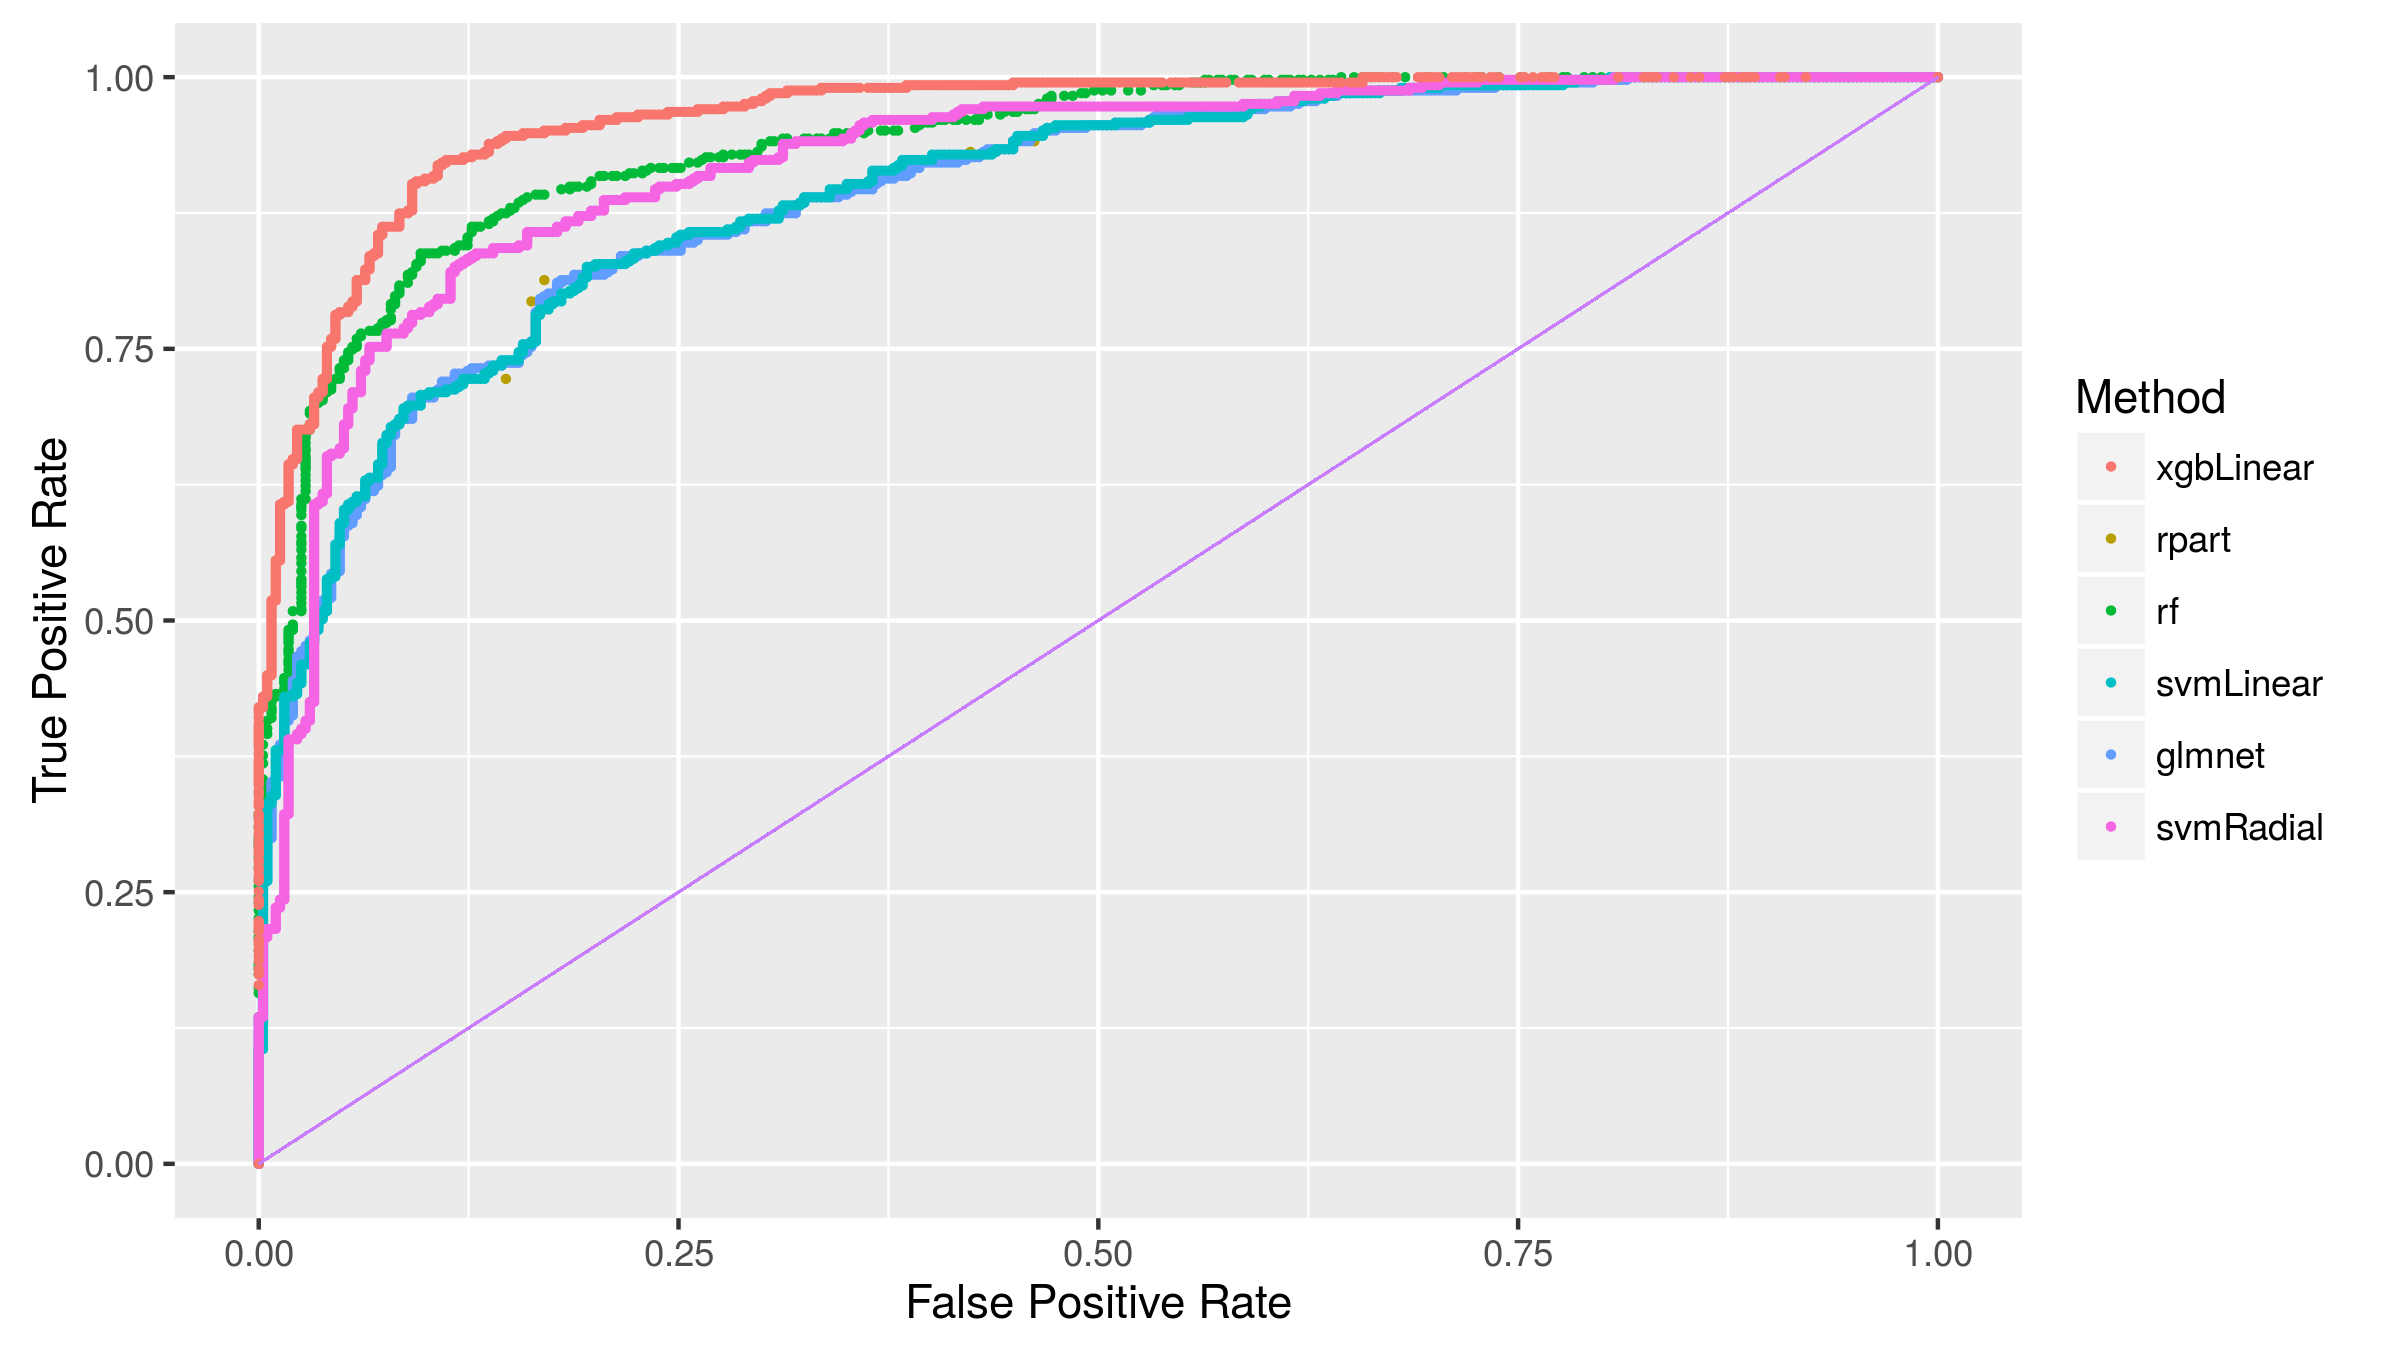 1.00
0.75
0.50
0.25
0.00
True Positive Rate
0.00 0.25 0.50 0.75 1.00
False Positive Rate
Method
xgbLinear
rpart
rf
svmLinear
glmnet
svmRadial